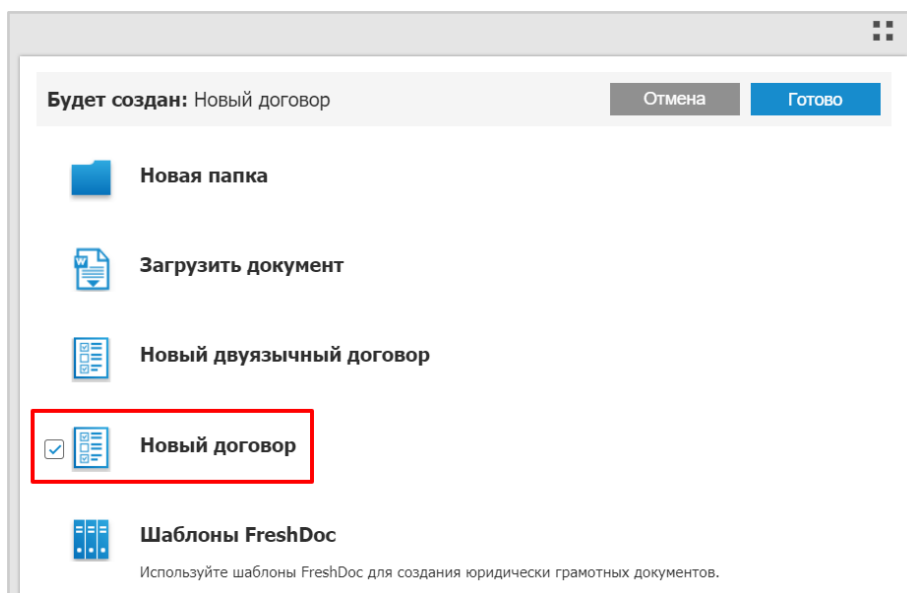 Будет создан: Новый договор
Отмена
Готово
Новая папка
W
Загрузить документ
Новый двуязычный договор
Новый договор
Шаблоны FreshDoc
Используйте шаблоны FreshDoc для создания юридически грамотных документов.